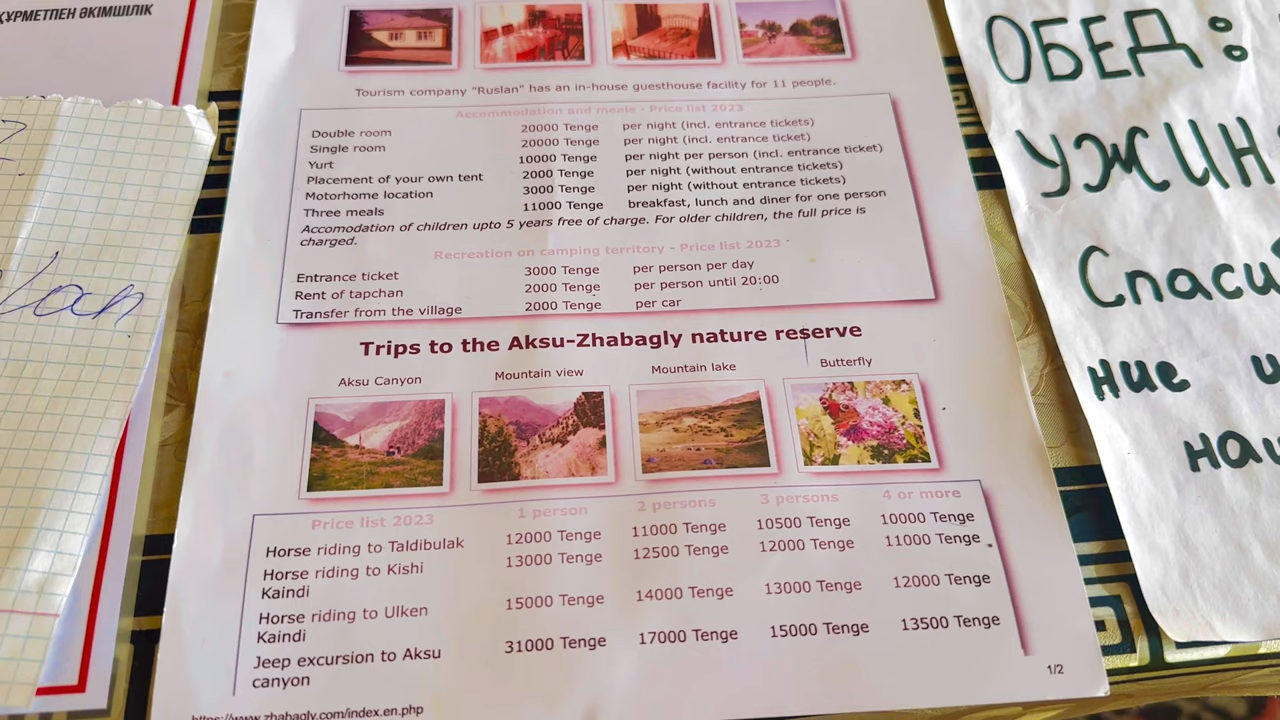 ҚҰРМЕТПЕН ӘКІМШІЛІК
Tourism company "Ruslan" has an in-house guesthouse facility for 11 people.
Accommodation and meals - Price list 2023
Double room 20000 Tenge per night (incl. entrance tickets)
Single room 20000 Tenge per night (incl. entrance ticket)
Yurt 10000 Tenge per night per person (incl. entrance ticket)
Placement of your own tent 2000 Tenge per night (without entrance tickets)
Motorhome location 3000 Tenge per night (without entrance tickets)
Three meals 11000 Tenge breakfast, lunch and diner for one person
Accomodation of children upto 5 years free of charge. For older children, the full price is
charged.
Recreation on camping territory - Price list 2023
Entrance ticket 3000 Tenge per person per day
Rent of tapchan 2000 Tenge per person until 20:00
Transfer from the village 2000 Tenge per car
Trips to the Aksu-Zhabagly nature reserve
Aksu Canyon Mountain view Mountain lake Butterfly
Price list 2023 1 person 2 persons 3 persons 4 or more
Horse riding to Taldibulak 12000 Tenge 11000 Tenge 10500 Tenge 10000 Tenge
Horse riding to Kishi 13000 Tenge 12500 Tenge 12000 Tenge 11000 Tenge
Kaindi
Horse riding to Ulken 15000 Tenge 14000 Tenge 13000 Tenge 12000 Tenge
Kaindi
Jeep excursion to Aksu 31000 Tenge 17000 Tenge 15000 Tenge 13500 Tenge
canyon
1/2
https://www.zhabagly.com/index.en.php
ОБЕД:
УЖИН
Спаси
ние
наш